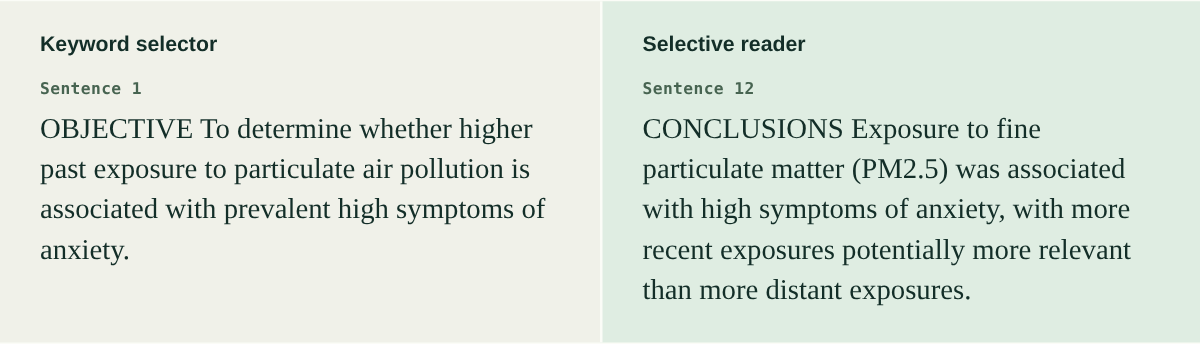 Keyword selector
Sentence 1
OBJECTIVE To determine whether higher
past exposure to particulate air pollution is
associated with prevalent high symptoms of
anxiety.
Selective reader
Sentence 12
CONCLUSIONS Exposure to fine
particulate matter (PM2.5) was associated
with high symptoms of anxiety, with more
recent exposures potentially more relevant
than more distant exposures.